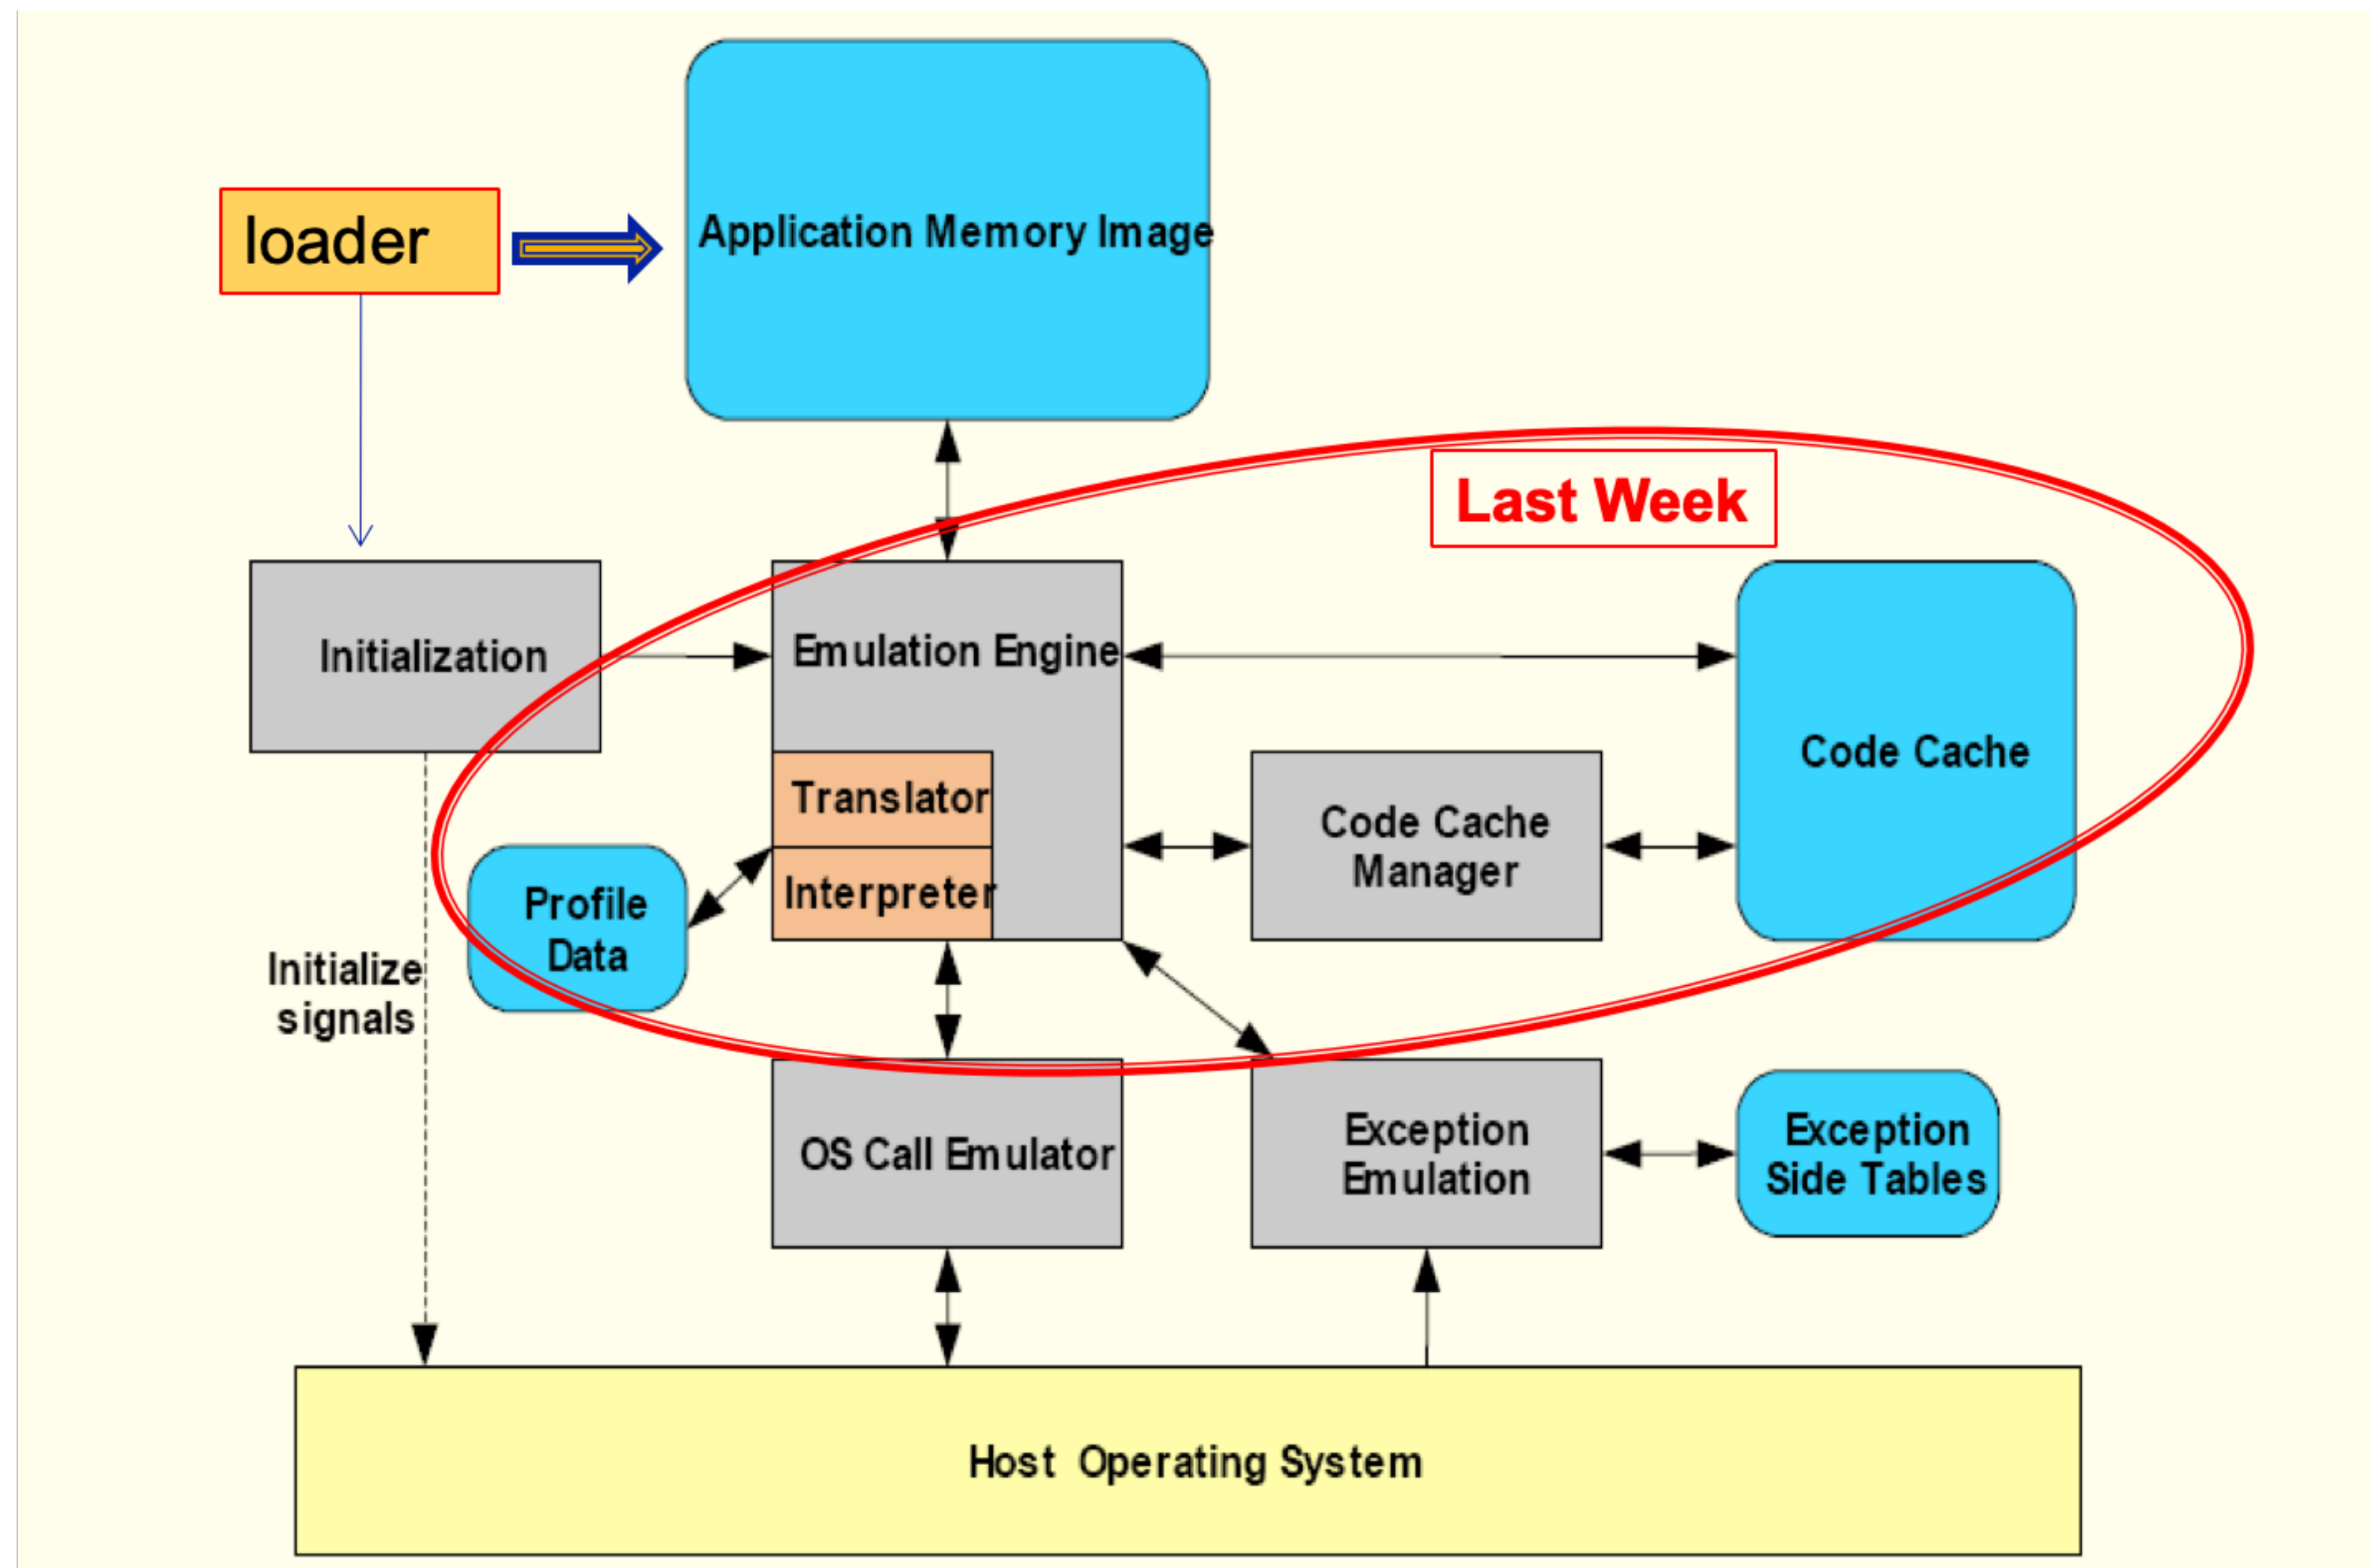 loader
Application Memory Image
Last Week
Initialization
Emulation Engine
Translator
Interpreter
Code Cache
Manager
Code Cache
Profile
Data
Initialize
signals
OS Call Emulator
Exception
Emulation
Exception
Side Tables
Host Operating System